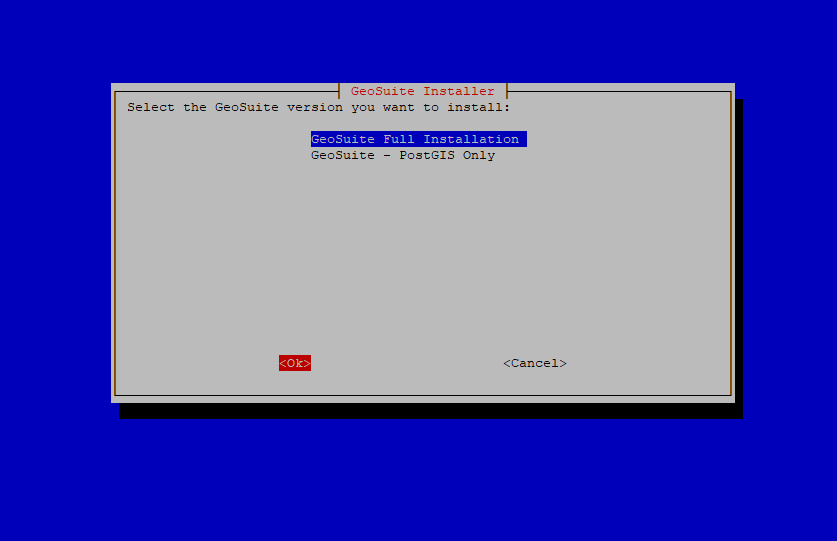 GeoSuite Installer
Select the GeoSuite version you want to install:
GeoSuite Full Installation
GeoSuite - PostGIS Only
<Ok> <Cancel>